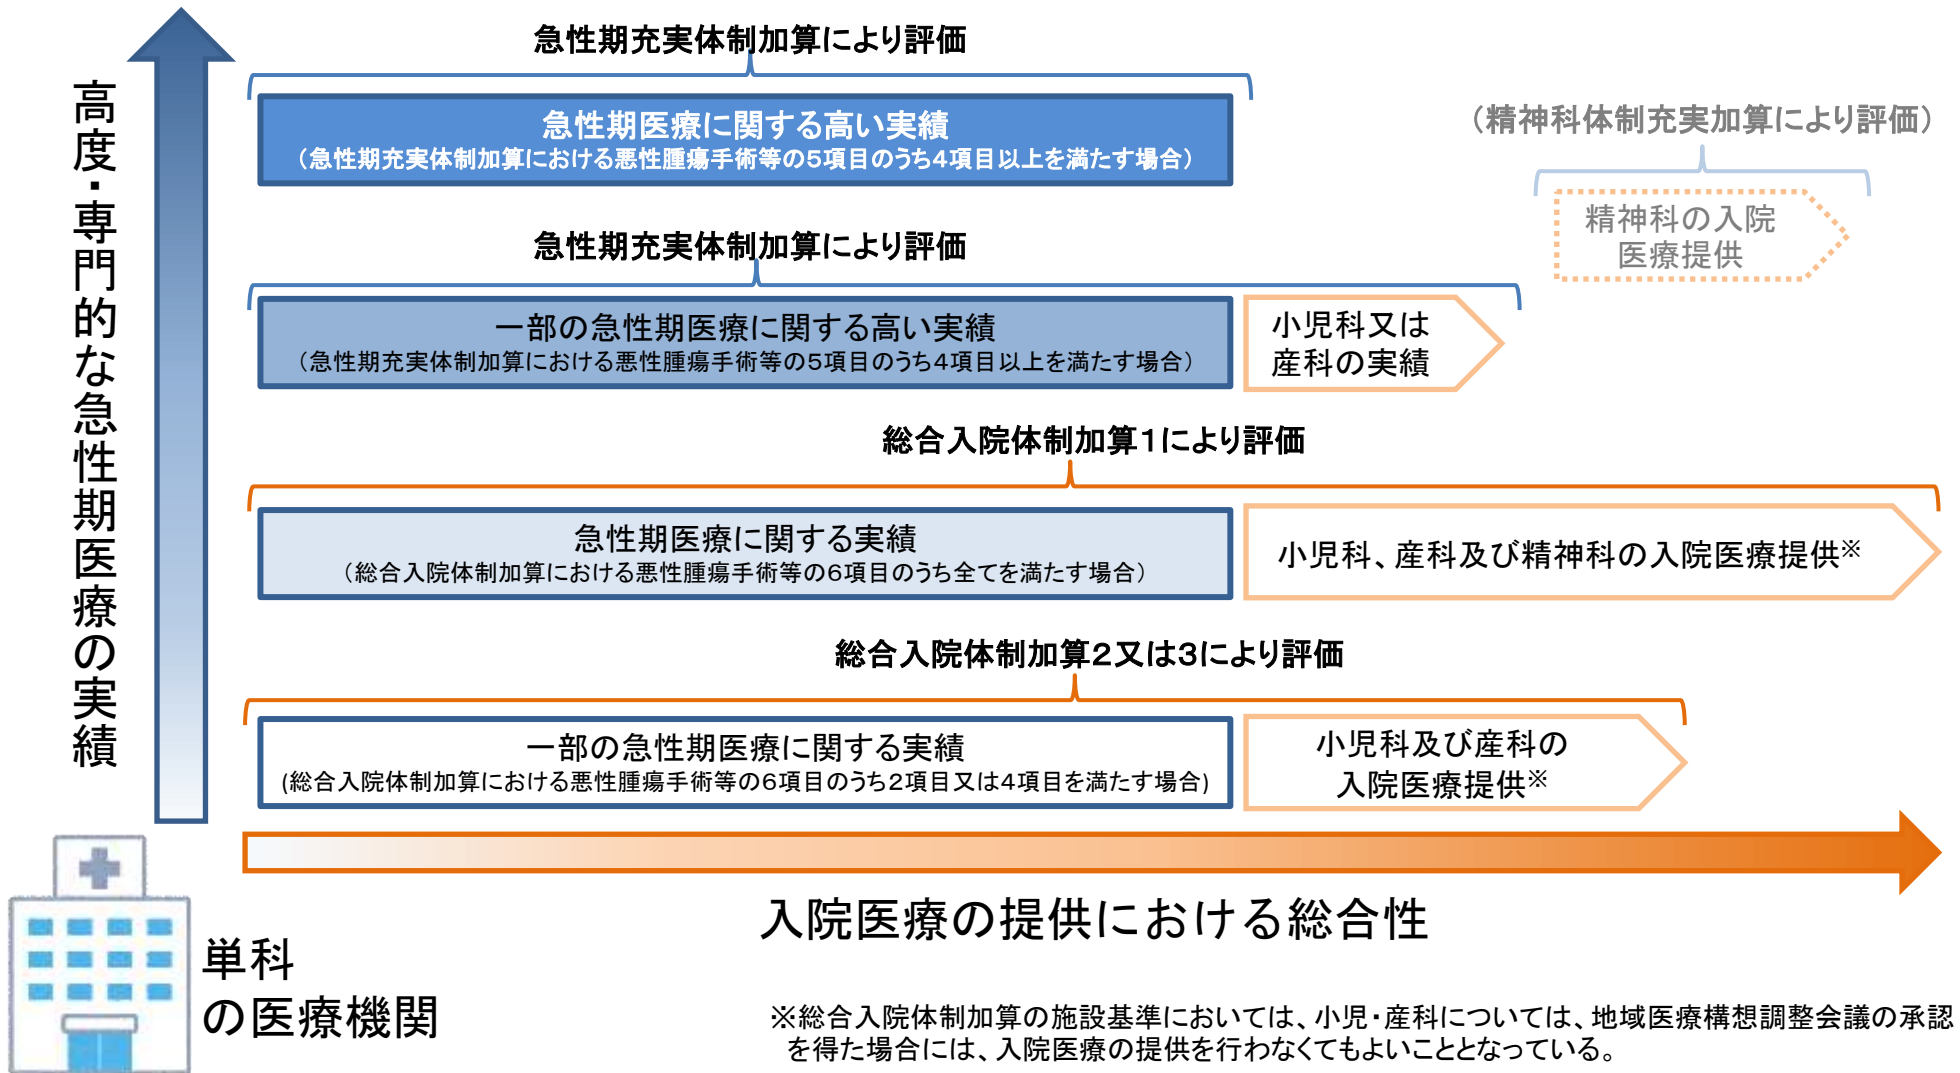 高度・専門的な急性期医療の実績
急性期充実体制加算により評価
急性期医療に関する高い実績
（急性期充実体制加算における悪性腫瘍手術等の5項目のうち4項目以上を満たす場合）
（精神科体制充実加算により評価）
精神科の入院
医療提供
急性期充実体制加算により評価
一部の急性期医療に関する高い実績
（急性期充実体制加算における悪性腫瘍手術等の5項目のうち4項目以上を満たす場合）
小児科又は
産科の実績
総合入院体制加算1により評価
急性期医療に関する実績
（総合入院体制加算における悪性腫瘍手術等の6項目のうち全てを満たす場合）
小児科、産科及び精神科の入院医療提供※
総合入院体制加算2又は3により評価
一部の急性期医療に関する実績
(総合入院体制加算における悪性腫瘍手術等の6項目のうち2項目又は4項目を満たす場合)
小児科及び産科の
入院医療提供※
入院医療の提供における総合性
単科
の医療機関
※総合入院体制加算の施設基準においては、小児・産科については、地域医療構想調整会議の承認
を得た場合には、入院医療の提供を行わなくてもよいこととなっている。